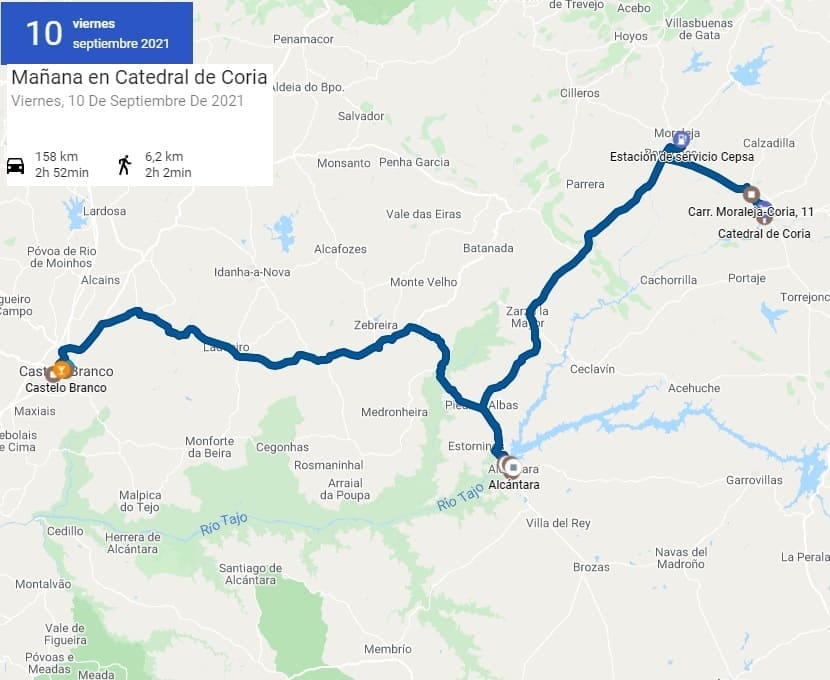 10
viernes
septiembre 2021
Mañana en Catedral de Coria
Viernes, 10 De Septiembre De 2021
158 km
2h 52min
6,2 km
2h 2min
de Trevejo
Acebo
Villasbuenas
de Gata
Hoyos
Penamacor
Aldeia do Bpo.
Cilleros
Salvador
Moraleja
Calzadilla
Estación de servicio Cepsa
Monsanto
Penha Garcia
Parrera
Lardosa
Vale das Eiras
Carr. Moraleja-Coria, 11
Catedral de Coria
Póvoa de Rio
de Moinhos
Alcafozes
Batanada
Alcains
Idanha-a-Nova
Monte Velho
Cachorrilla
Portaje
Torrejonc
gueiro
Campo
Zebreira
Zarza la
Mayor
Ladoeiro
Castelo Branco
Castelo Branco
Ceclavín
Acehuche
Maxiais
Medronheira
Piedras Albas
ebolais
e Cima
Monforte
da Beira
Cegonhas
Estorninos
Rosmaninhal
Alcántara
Alcántara
Garrovillas
Arraial
da Poupa
Malpica
do Tejo
Río Tajo
Río Tajo
Villa del Rey
Cedillo
Herrera de
Alcántara
Navas del
Madroño
La Perala
Brozas
Santiago de
Alcántara
Montalvão
Vale de
Figueira
Membrío
Póvoas e
Meadas
Meada